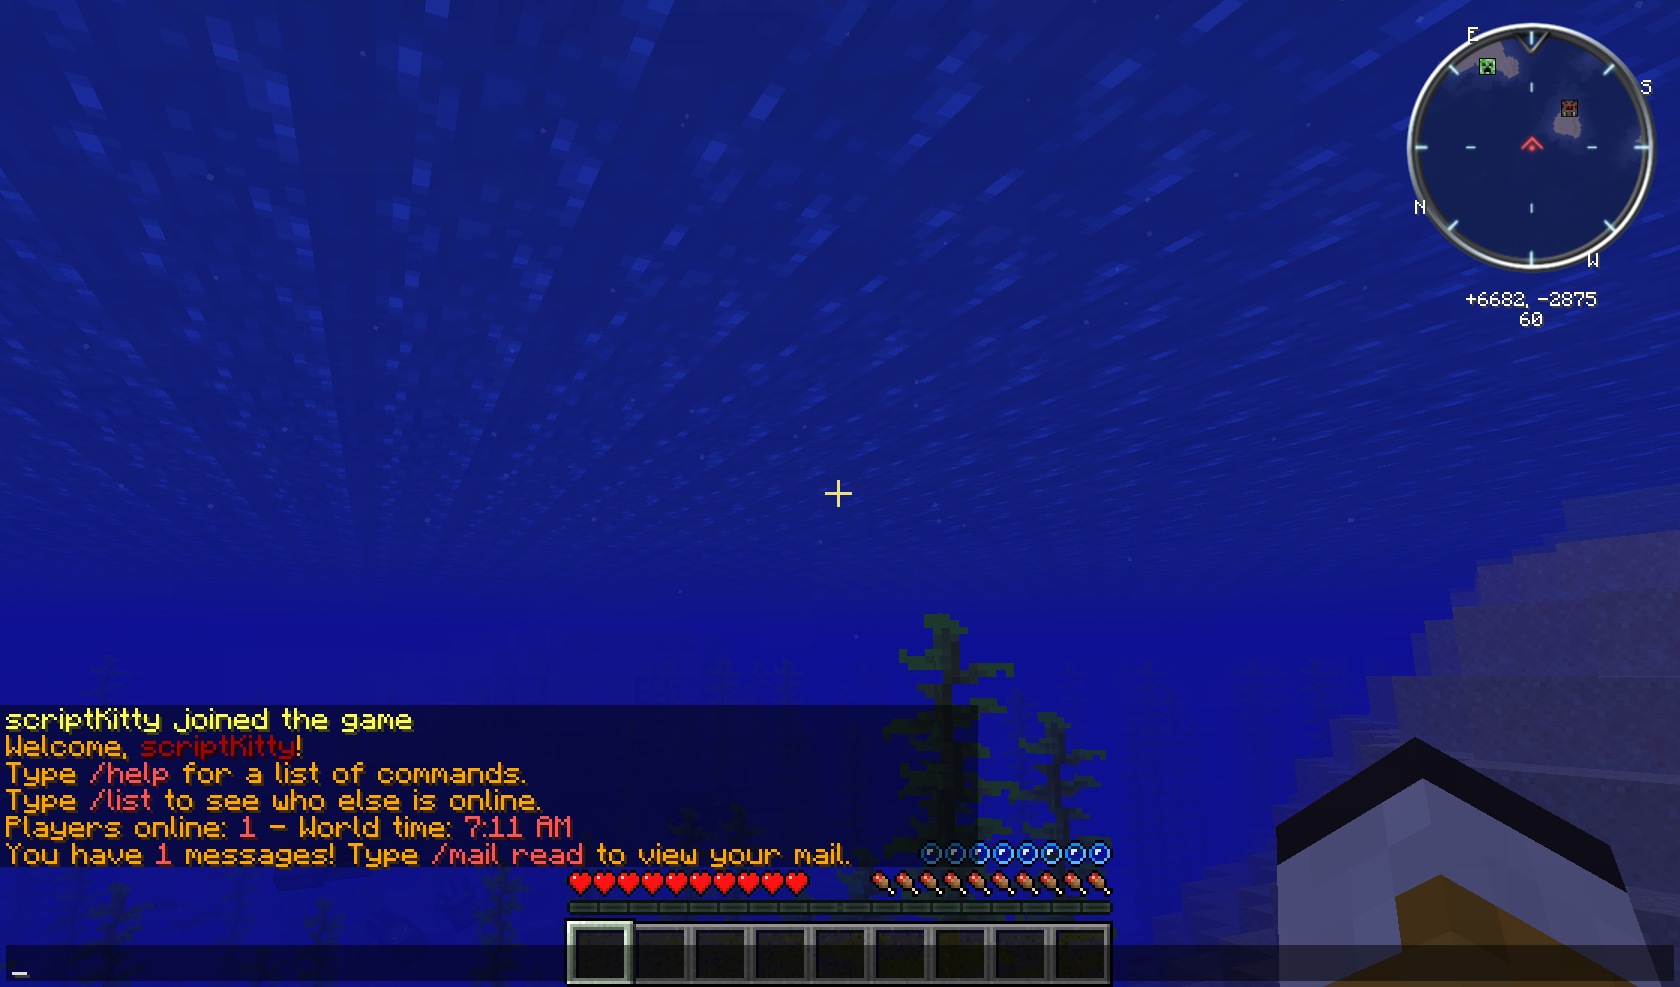 E
S
N
W
+6682, -2875
60
scriptKitty joined the game
Welcome, scriptKitty!
Type /help for a list of commands.
Type /list to see who else is online.
Players online: 1 - World time: 7:11 AM
You have 1 messages! Type /mail read to view your mail.
_